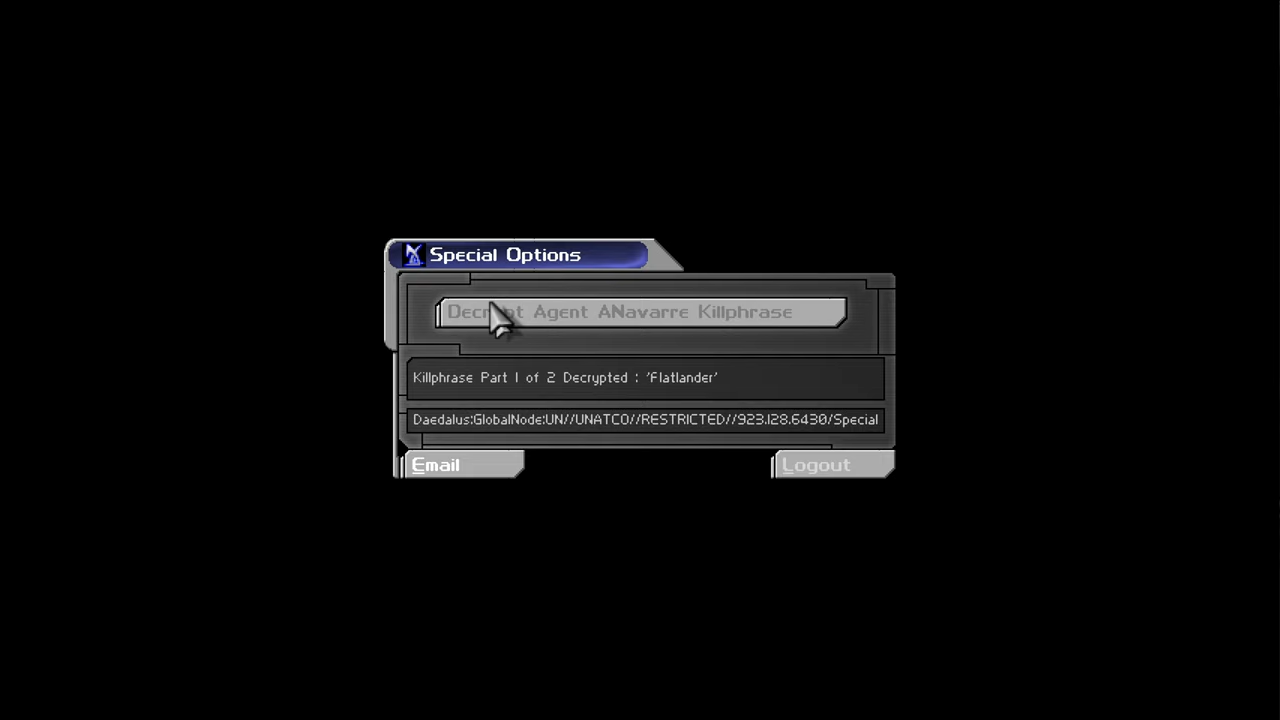 Special Options
Decrypt Agent ANavarre Killphrase
Killphrase Part 1 of 2 Decrypted : 'Flatlander'
Daedalus:GlobalNode:UN//UNATCO//RESTRICTED//923.128.6430/Special
Email
Logout